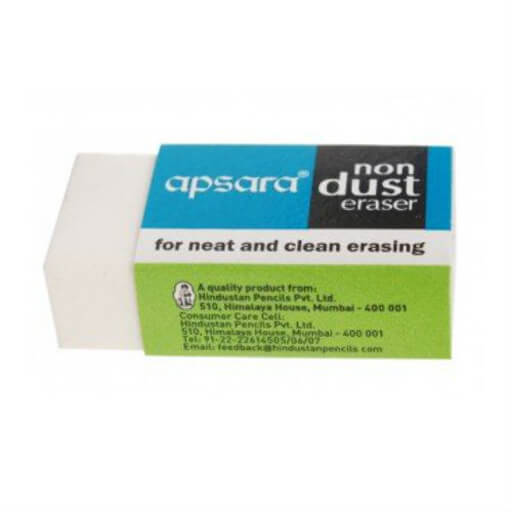 apsara®
non
dust
eraser
for neat and clean erasing
A quality product from:
Hindustan Pencils Pvt. Ltd.
510, Himalaya House, Mumbai - 400 001
Consumer Care Cell:
Hindustan Pencils Pvt. Ltd.
510, Himalaya House, Mumbai - 400 001
Tel: 91-22-22614505/06/07
Email: feedback@hindustanpencils.com